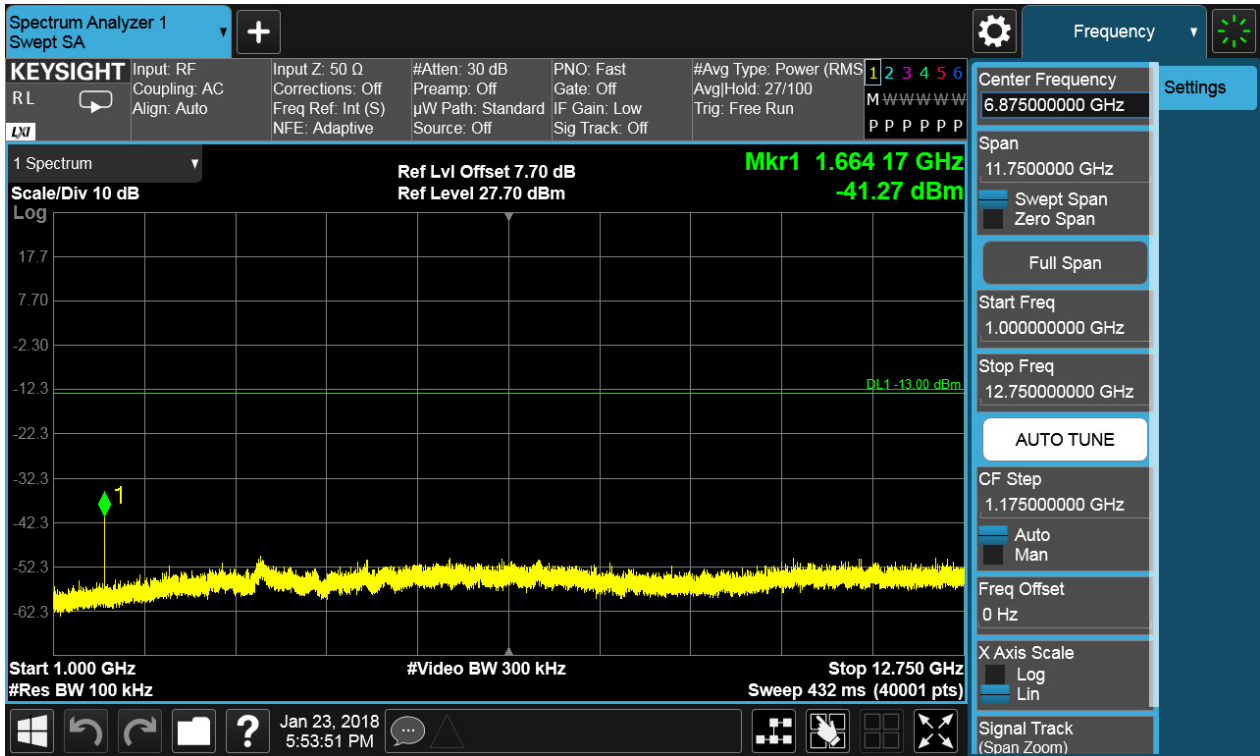 Spectrum Analyzer 1
Swept SA
Frequency
KEYSIGHT
RL
LXI
Input: RF
Coupling: AC
Align: Auto
Input Z: 50 Ω
Corrections: Off
Freq Ref: Int (S)
NFE: Adaptive
#Atten: 30 dB
Preamp: Off
µW Path: Standard
Source: Off
PNO: Fast
Gate: Off
IF Gain: Low
Sig Track: Off
#Avg Type: Power (RMS
Avg|Hold: 27/100
Trig: Free Run
1 2 3 4 5 6
M W W W W W
P P P P P P
1 Spectrum
Scale/Div 10 dB
Ref Lvl Offset 7.70 dB
Ref Level 27.70 dBm
Mkr1 1.664 17 GHz
-41.27 dBm
Log
17.7
7.70
-2.30
-12.3
DL1 -13.00 dBm
-22.3
-32.3
1
-42.3
-52.3
-62.3
Start 1.000 GHz
#Video BW 300 kHz
Stop 12.750 GHz
#Res BW 100 kHz
Sweep 432 ms (40001 pts)
Center Frequency
6.875000000 GHz
Settings
Span
11.7500000 GHz
Swept Span
Zero Span
Full Span
Start Freq
1.000000000 GHz
Stop Freq
12.750000000 GHz
AUTO TUNE
CF Step
1.175000000 GHz
Auto
Man
Freq Offset
0 Hz
X Axis Scale
Log
Lin
Signal Track
(Span Zoom)
?
Jan 23, 2018
5:53:51 PM